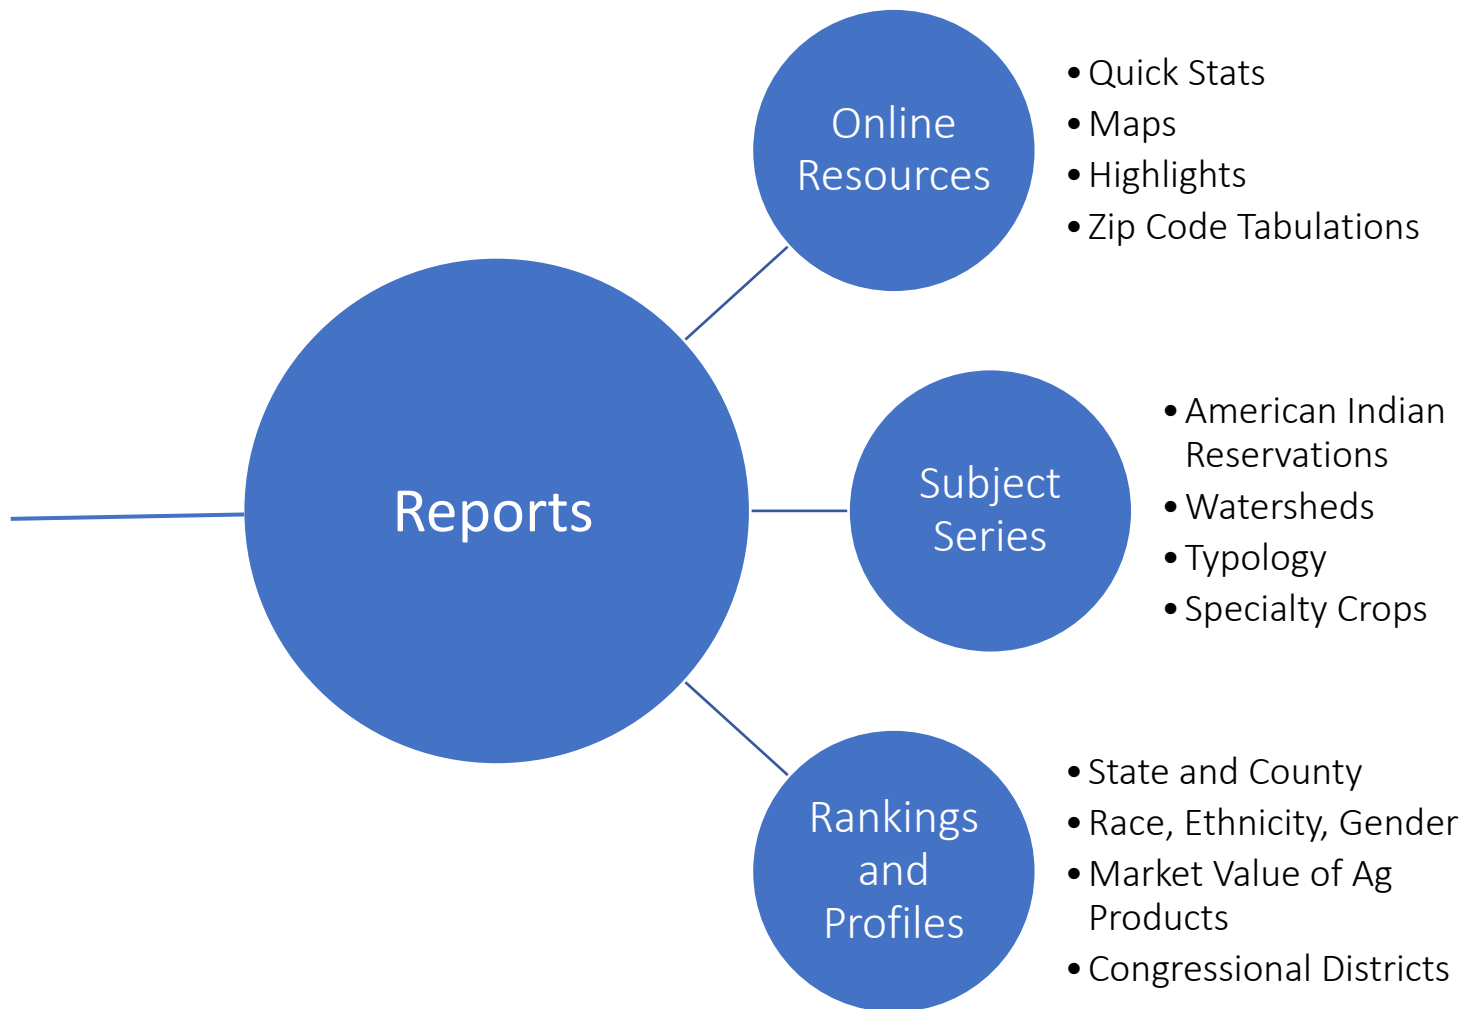 Reports
Online
Resources
• Quick Stats
• Maps
• Highlights
• Zip Code Tabulations
Subject
Series
• American Indian
Reservations
• Watersheds
• Typology
• Specialty Crops
Rankings
and
Profiles
• State and County
• Race, Ethnicity, Gender
• Market Value of Ag
Products
• Congressional Districts